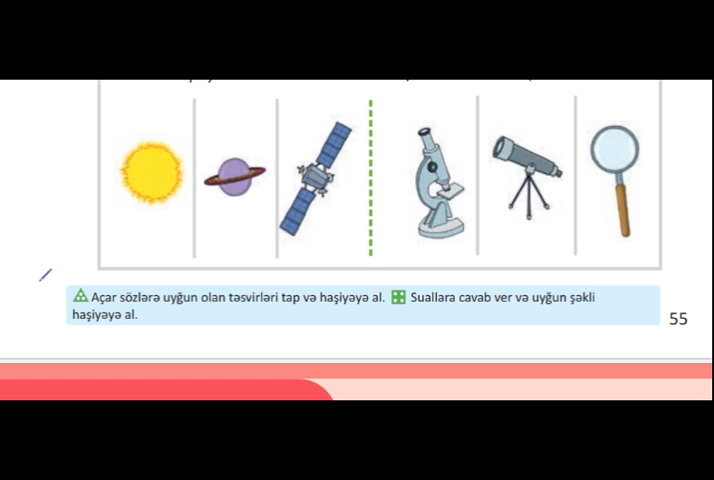 Açar sözlərə uyğun olan təsvirləri tap və haşiyəyə al. Suallara cavab ver və uyğun şəkli
haşiyəyə al.
55